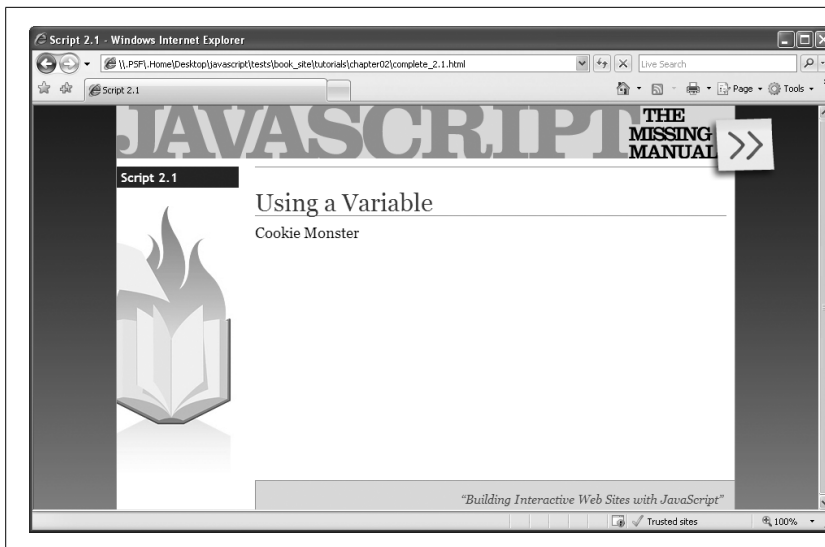 Script 2.1 - Windows Internet Explorer
\\.PSF\.Home\Desktop\javascript\tests\book_site\tutorials\chapter02\complete_2.1.html
Live Search
Script 2.1
Page
Tools
JAVASCRIPT
THE
MISSING
MANUAL
Script 2.1
Using a Variable
Cookie Monster
“Building Interactive Web Sites with JavaScript”
Trusted sites
100%